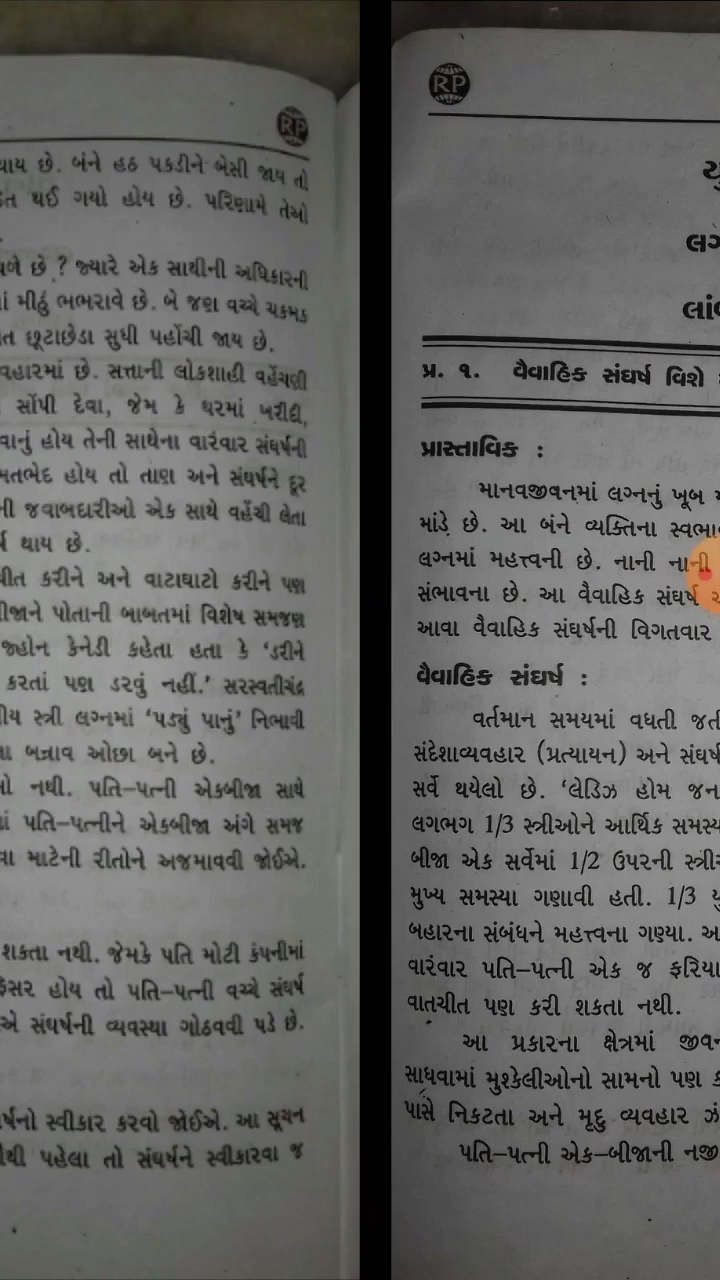 RP
થાય છે. બંને હઠ પકડીને બેસી જાય તો
થઈ ગયો હોય છે. પરિણામે તેઓ
છે ? જ્યારે એક સાથીની અધિકારની
મીઠું ભભરાવે છે. બે જણ વચ્ચે ચકમક
છૂટાછેડા સુધી પહોંચી જાય છે.
વહારમાં છે. સત્તાની લોકશાહી વહેંચણી
સોંપી દેવા, જેમ કે ઘરમાં ખરીદી,
વાનું હોય તેની સાથેના વારંવાર સંઘર્ષની
મતભેદ હોય તો તાણ અને સંઘર્ષને દૂર
ની જવાબદારીઓ એક સાથે વહેંચી લેતા
થાય છે.
ચીત કરીને અને વાટાઘાટો કરીને પણ
બીજાને પોતાની બાબતમાં વિશેષ સમજણ
જ્હોન કેનેડી કહેતા હતા કે ‘ડરીને
કરતાં પણ ડરવું નહીં.’ સરસ્વતીચંદ્ર
ીય સ્ત્રી લગ્નમાં ‘પડ્યું પાનું’ નિભાવી
બનાવ ઓછા બને છે.
નથી. પતિ–પત્ની એકબીજા સાથે
પતિ–પત્નીને એકબીજા અંગે સમજ
વા માટેની રીતોને અજમાવવી જોઈએ.
શકતા નથી. જેમકે પતિ મોટી કંપનીમાં
ફસર હોય તો પતિ–પત્ની વચ્ચે સંઘર્ષ
એ સંઘર્ષની વ્યવસ્થા ગોઠવવી પડે છે.
ર્ષનો સ્વીકાર કરવો જોઈએ. આ સૂચન
થી પહેલા તો સંઘર્ષને સ્વીકારવા જ
RP
યુ
લગ
લાંબ
પ્ર. ૧. વૈવાહિક સંઘર્ષ વિશે
પ્રાસ્તાવિક :
માનવજીવનમાં લગ્નનું ખૂબ
માંડે છે. આ બંને વ્યક્તિના સ્વભા
લગ્નમાં મહત્ત્વની છે. નાની નાની
સંભાવના છે. આ વૈવાહિક સંઘર્ષ
આવા વૈવાહિક સંઘર્ષની વિગતવાર
વૈવાહિક સંઘર્ષ :
વર્તમાન સમયમાં વધતી જતી
સંદેશાવ્યવહાર (પ્રત્યાયન) અને સંઘર્ષ
સર્વે થયેલો છે. ‘લેડિઝ હોમ જન
લગભગ 1/3 સ્ત્રીઓને આર્થિક સમસ્યા
બીજા એક સર્વેમાં 1/2 ઉપરની સ્ત્રીઓ
મુખ્ય સમસ્યા ગણાવી હતી. 1/3 યુ
બહારના સંબંધને મહત્ત્વના ગણ્યા. આ
વારંવાર પતિ–પત્ની એક જ ફરિયા
વાતચીત પણ કરી શકતા નથી.
આ પ્રકારના ક્ષેત્રમાં જીવન
સાધવામાં મુશ્કેલીઓનો સામનો પણ ક
પાસે નિકટતા અને મૃદુ વ્યવહાર ઝં
પતિ–પત્ની એક–બીજાની નજી